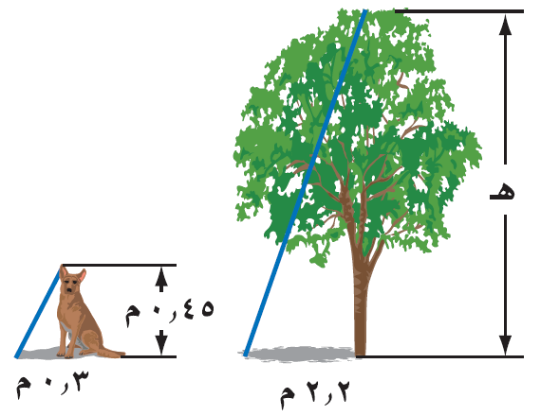 هـ
٠٫٤٥ م
٠٫٣ م
٢٫٢ م